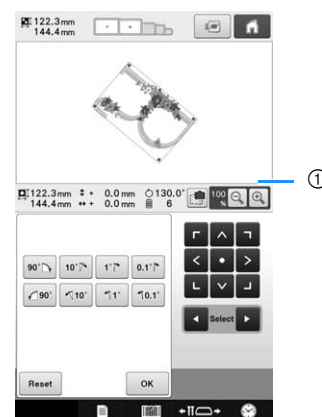 122.3mm
144.4mm
①
122.3mm + 0.0mm 130.0° 100 %
144.4mm + 0.0mm 6
90° 10° 1° 0.1°
90° 10° 1° 0.1°
Select
Reset OK